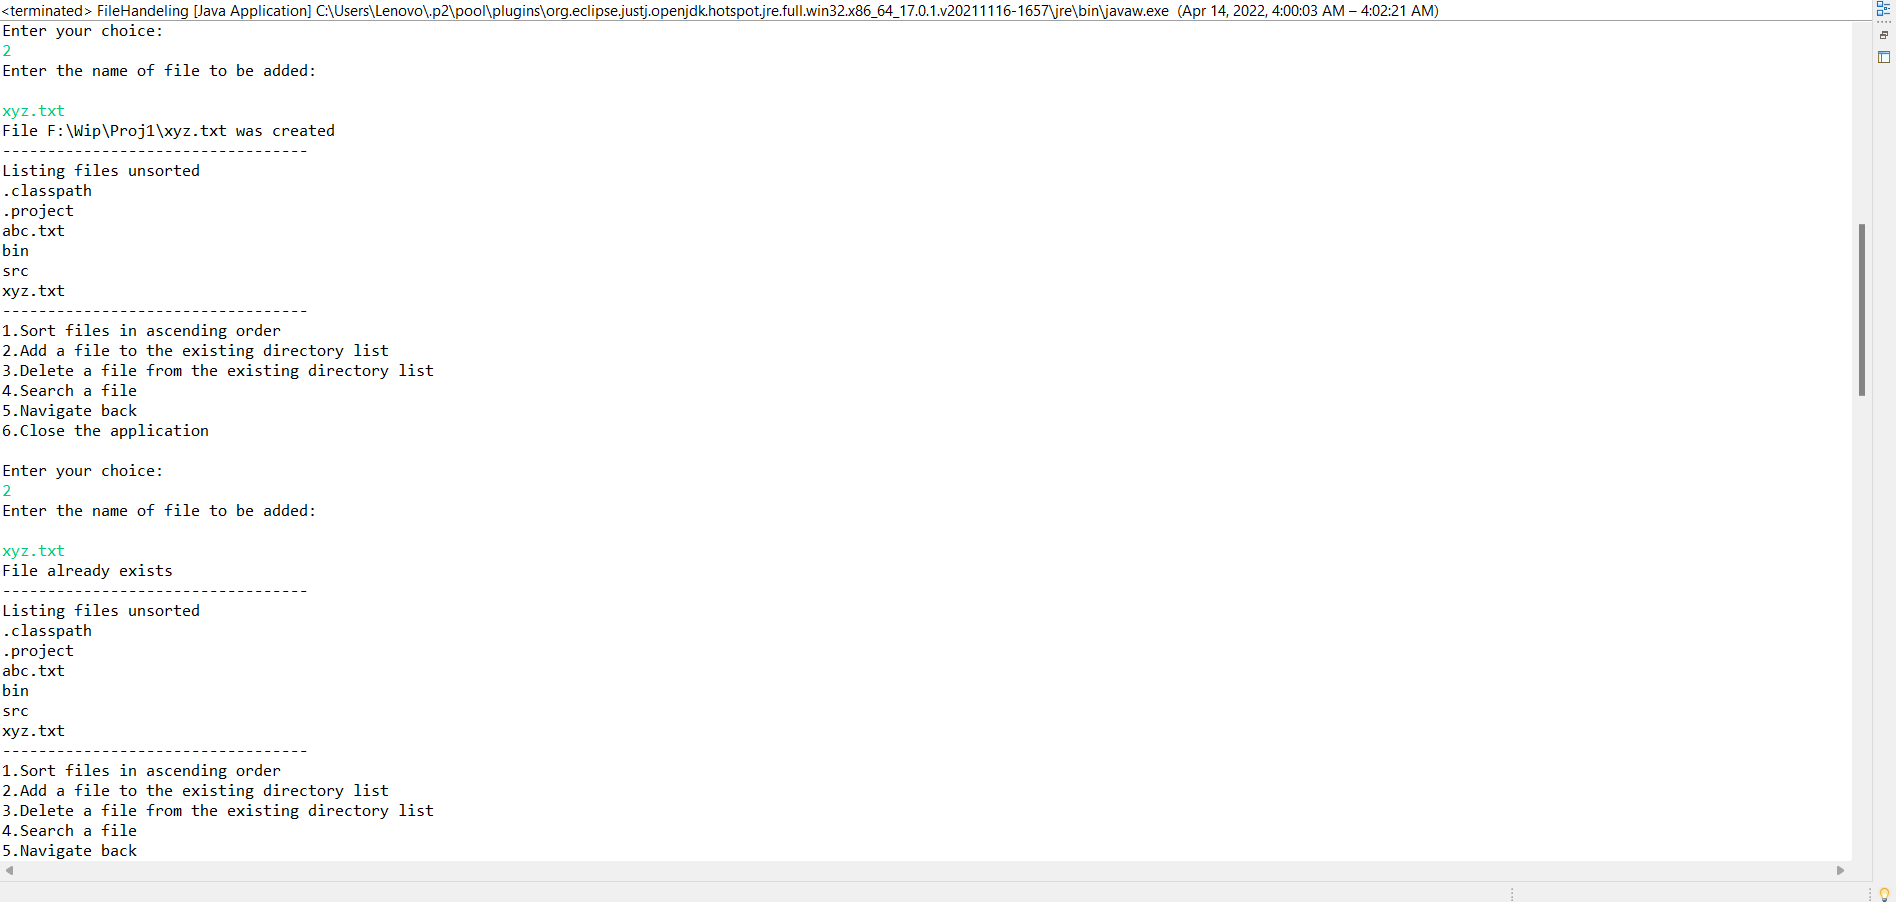 <terminated> FileHandeling [Java Application] C:\Users\Lenovo\.p2\pool\plugins\org.eclipse.justj.openjdk.hotspot.jre.full.win32.x86_64_17.0.1.v20211116-1657\jre\bin\javaw.exe (Apr 14, 2022, 4:00:03 AM – 4:02:21 AM)
Enter your choice:
2
Enter the name of file to be added:
xyz.txt
File F:\Wip\Proj1\xyz.txt was created
----------------------------------
Listing files unsorted
.classpath
.project
abc.txt
bin
src
xyz.txt
----------------------------------
1.Sort files in ascending order
2.Add a file to the existing directory list
3.Delete a file from the existing directory list
4.Search a file
5.Navigate back
6.Close the application
Enter your choice:
2
Enter the name of file to be added:
xyz.txt
File already exists
----------------------------------
Listing files unsorted
.classpath
.project
abc.txt
bin
src
xyz.txt
----------------------------------
1.Sort files in ascending order
2.Add a file to the existing directory list
3.Delete a file from the existing directory list
4.Search a file
5.Navigate back